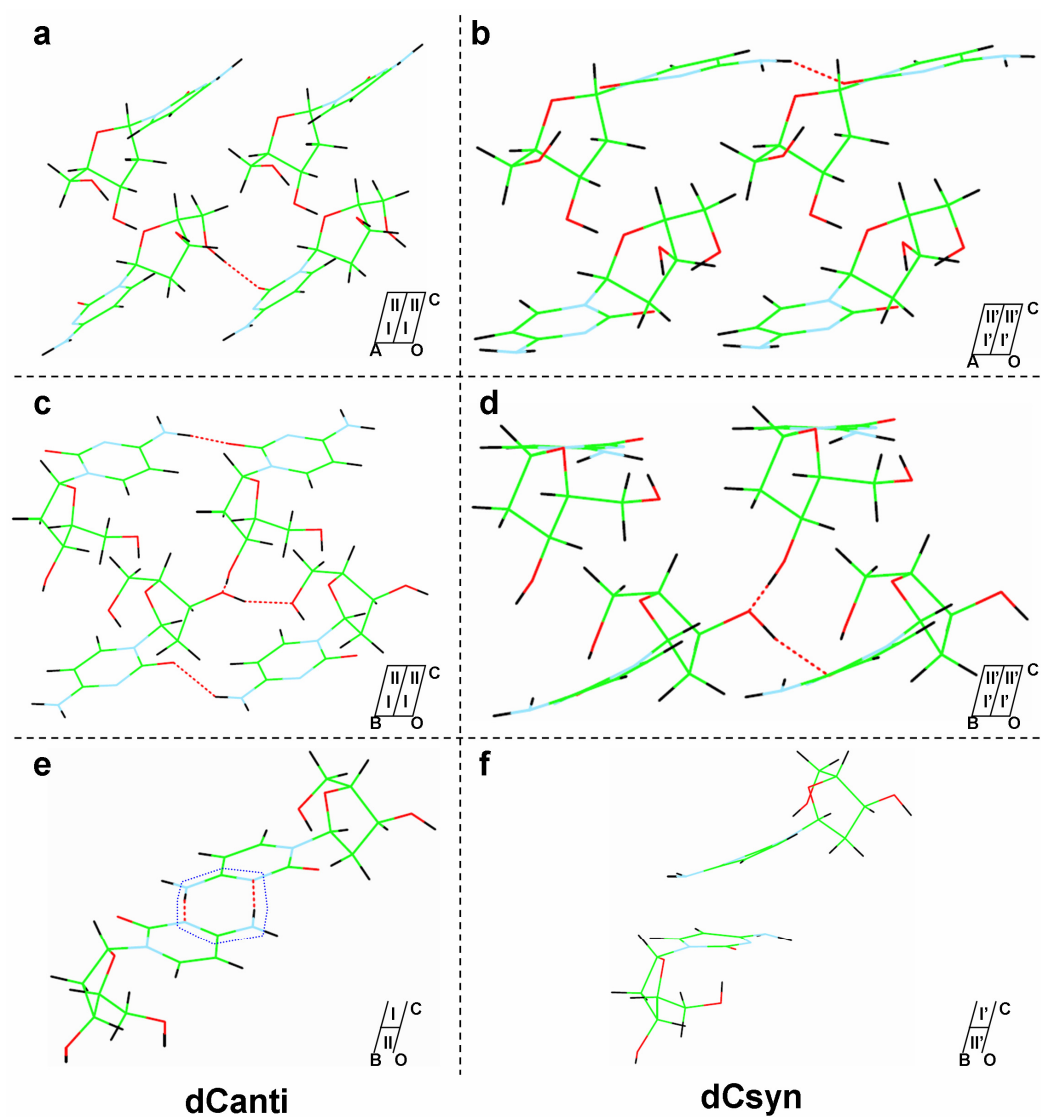 a
b
II II C
I I
A O
II' II' C
I' I'
A O
c
d
II II C
I I
B O
II' II' C
I' I'
B O
e
f
I C
II
B O
I' C
II'
B O
dCanti
dCsyn